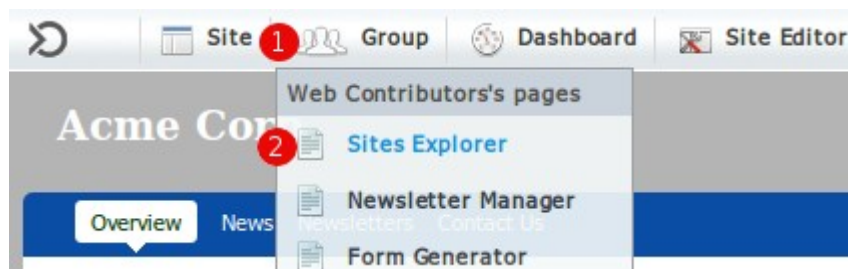 Site 1 Group Dashboard Site Editor
Web Contributors's pages
Acme Cor
2 Sites Explorer
Newsletter Manager
Overview News Newsletters Contact Us
Form Generator